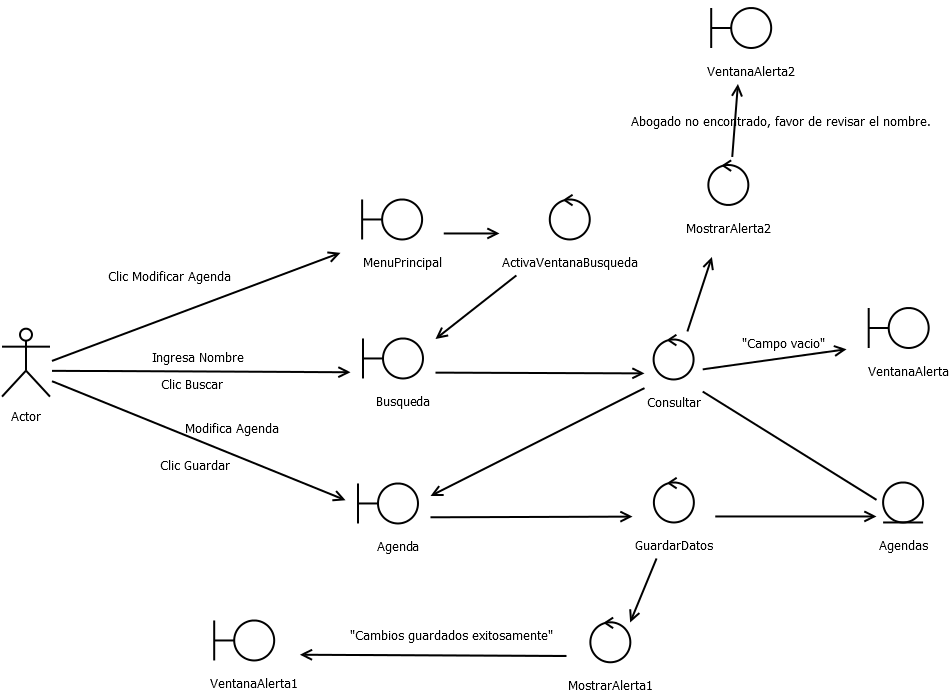 VentanaAlerta2
Abogado no encontrado, favor de revisar el nombre.
MostrarAlerta2
MenuPrincipal
ActivaVentanaBusqueda
Clic Modificar Agenda
"Campo vacio"
Ingresa Nombre
VentanaAlerta
Clic Buscar
Busqueda
Consultar
Actor
Modifica Agenda
Clic Guardar
Agenda
GuardarDatos
Agendas
"Cambios guardados exitosamente"
VentanaAlerta1
MostrarAlerta1